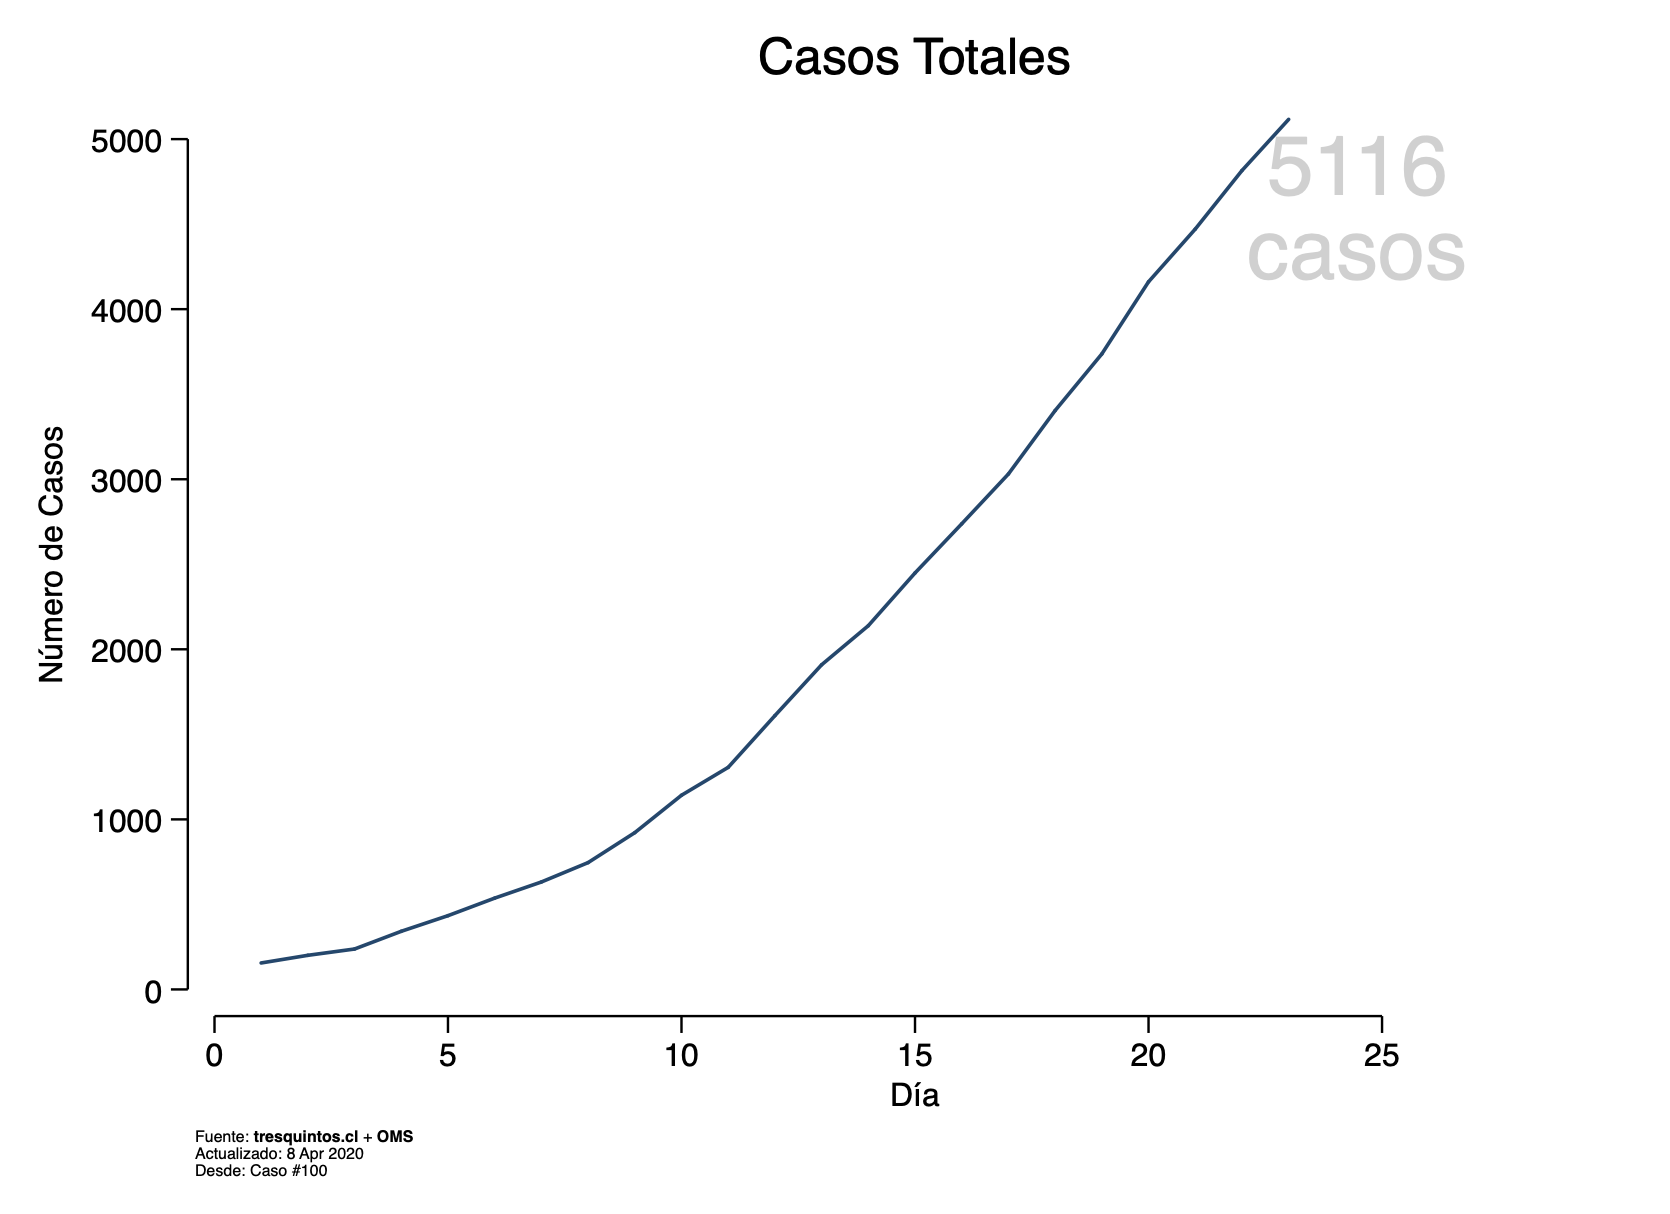 Casos Totales
5116
casos
5000
4000
3000
2000
1000
0
Número de Casos
0 5 10 15 20 25
Día
Fuente: tresquintos.cl + OMS
Actualizado: 8 Apr 2020
Desde: Caso #100